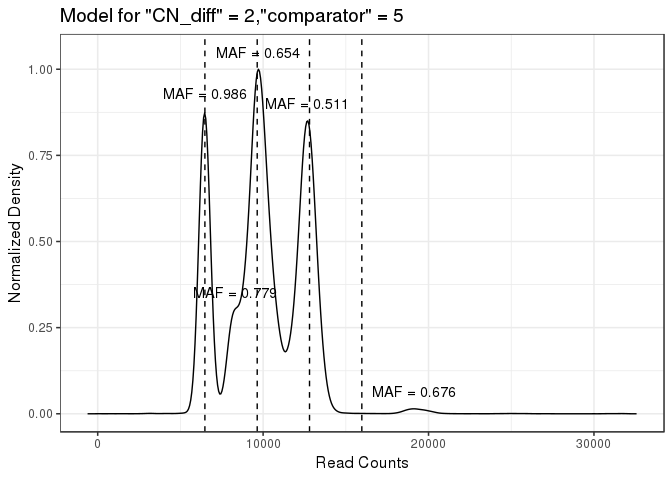 Model for "CN_diff" = 2,"comparator" = 5
MAF = 0.654
MAF = 0.986
MAF = 0.511
MAF = 0.779
MAF = 0.676
1.00
0.75
0.50
0.25
0.00
Normalized Density
0
10000
20000
30000
Read Counts